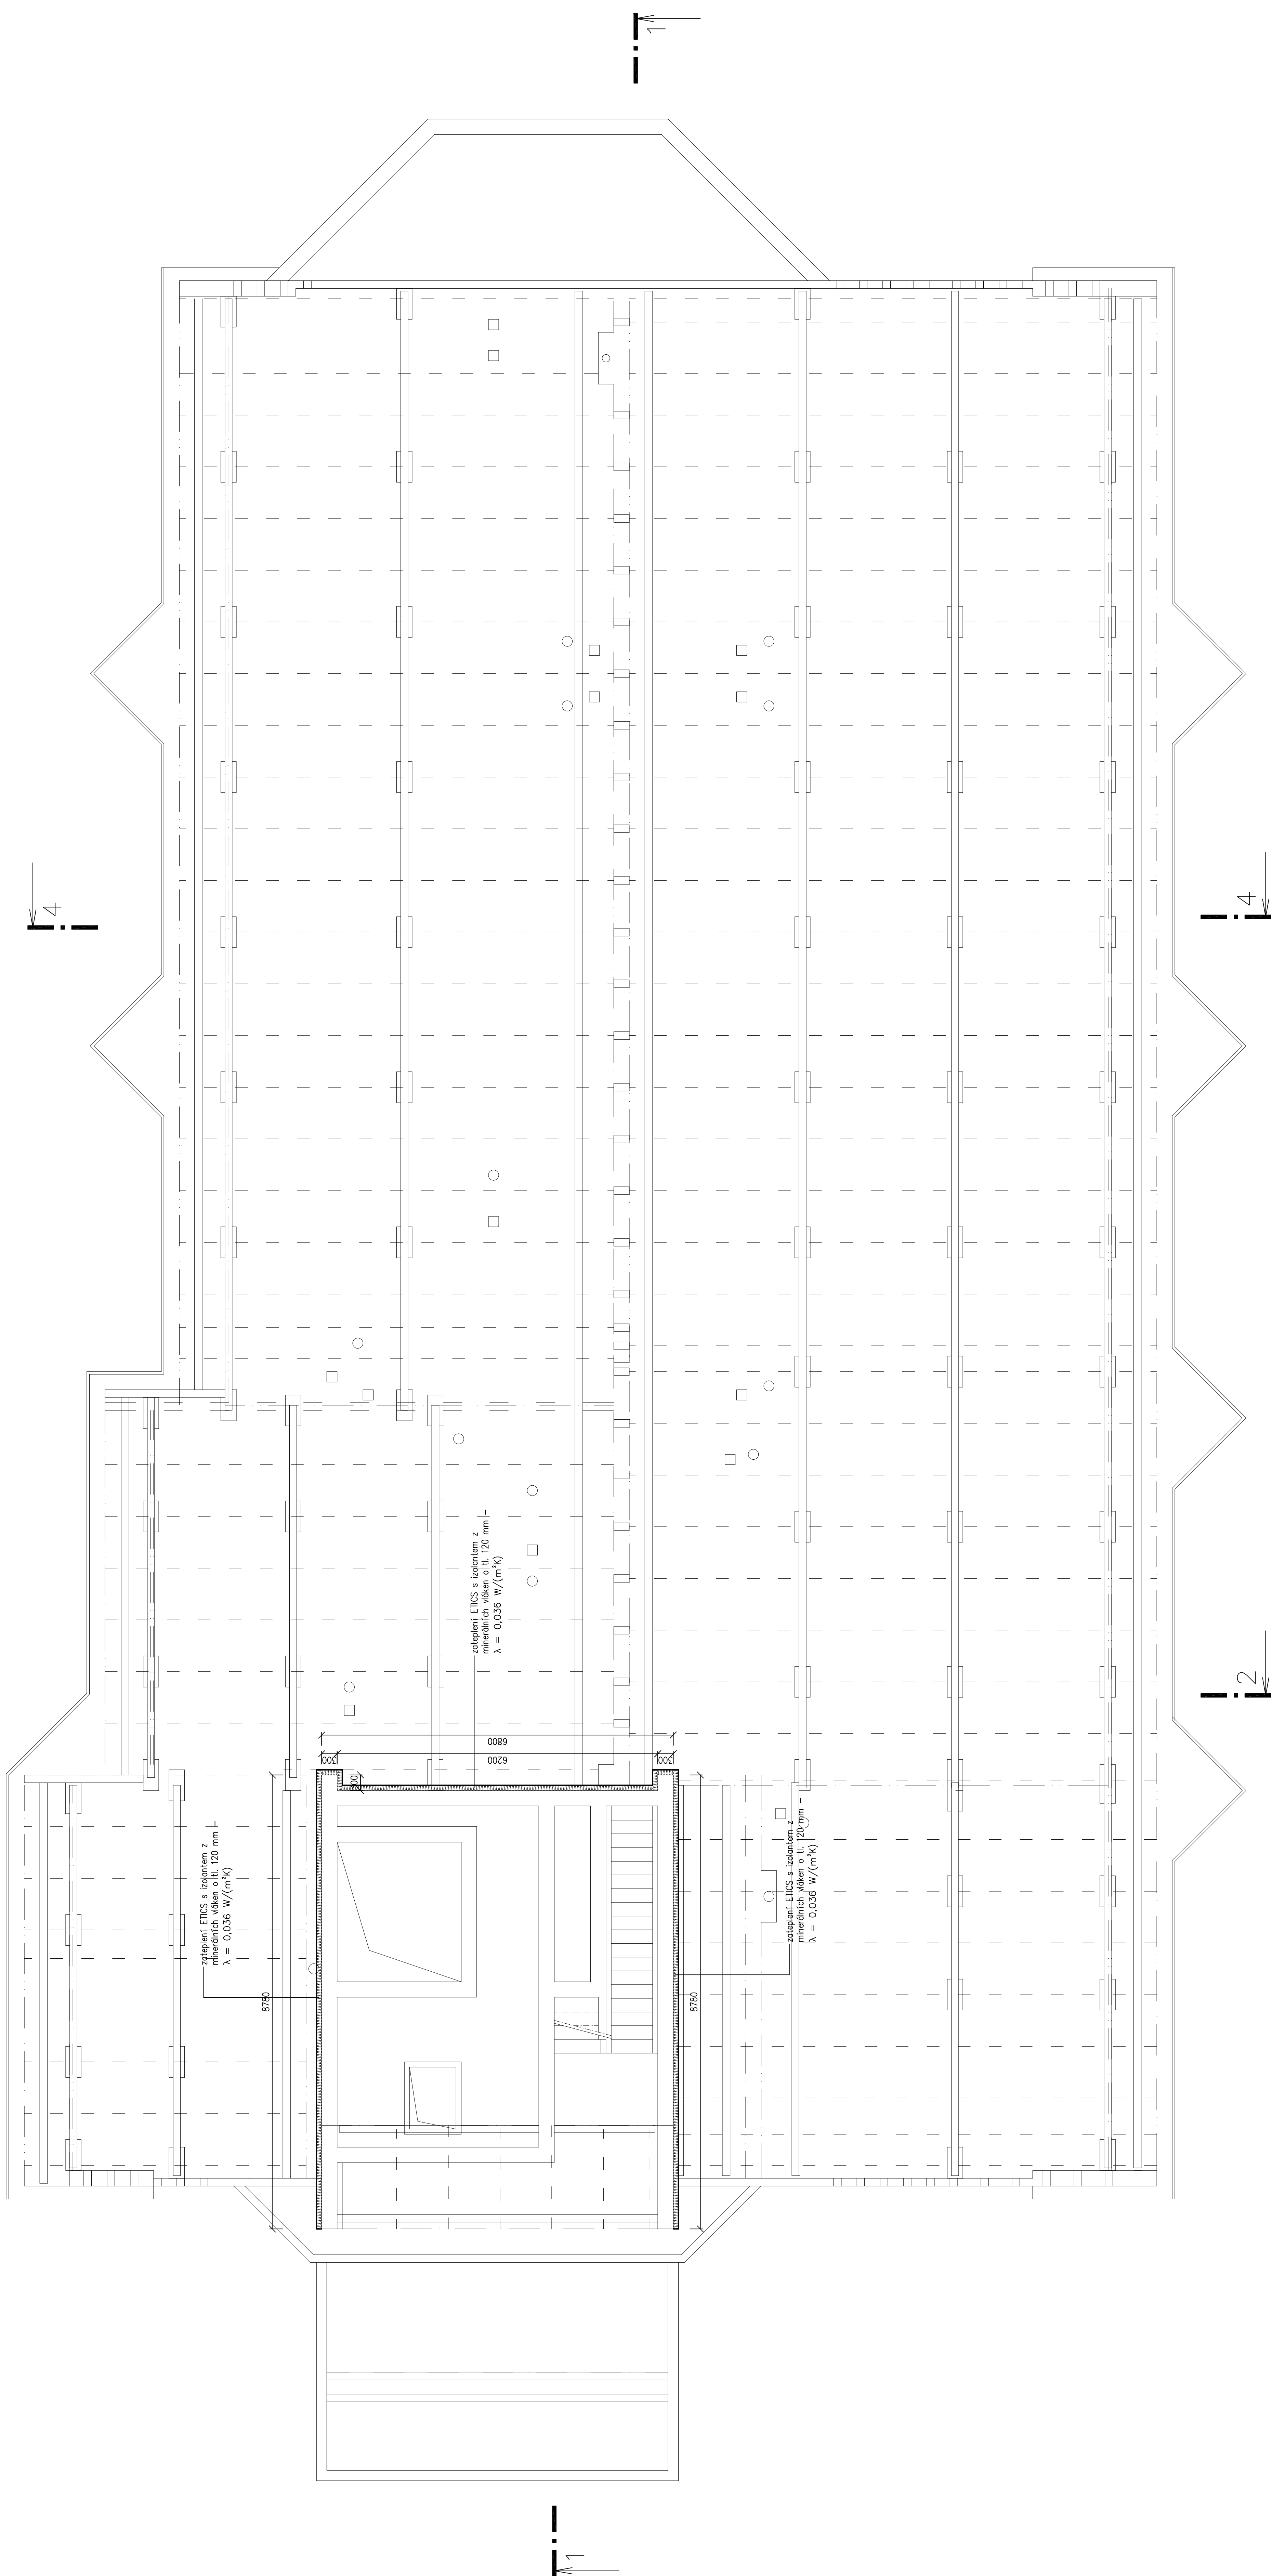 1
4
4
zateplení ETICS s izolantem z
minerálních vláken o tl. 120 mm –
λ = 0,036 W/(m²K)
2
6800
300
6200
300
300
zateplení ETICS s izolantem z
minerálních vláken o tl. 120 mm –
λ = 0,036 W/(m²K)
zateplení ETICS s izolantem z
minerálních vláken o tl. 120 mm –
λ = 0,036 W/(m²K)
8780
8780
1